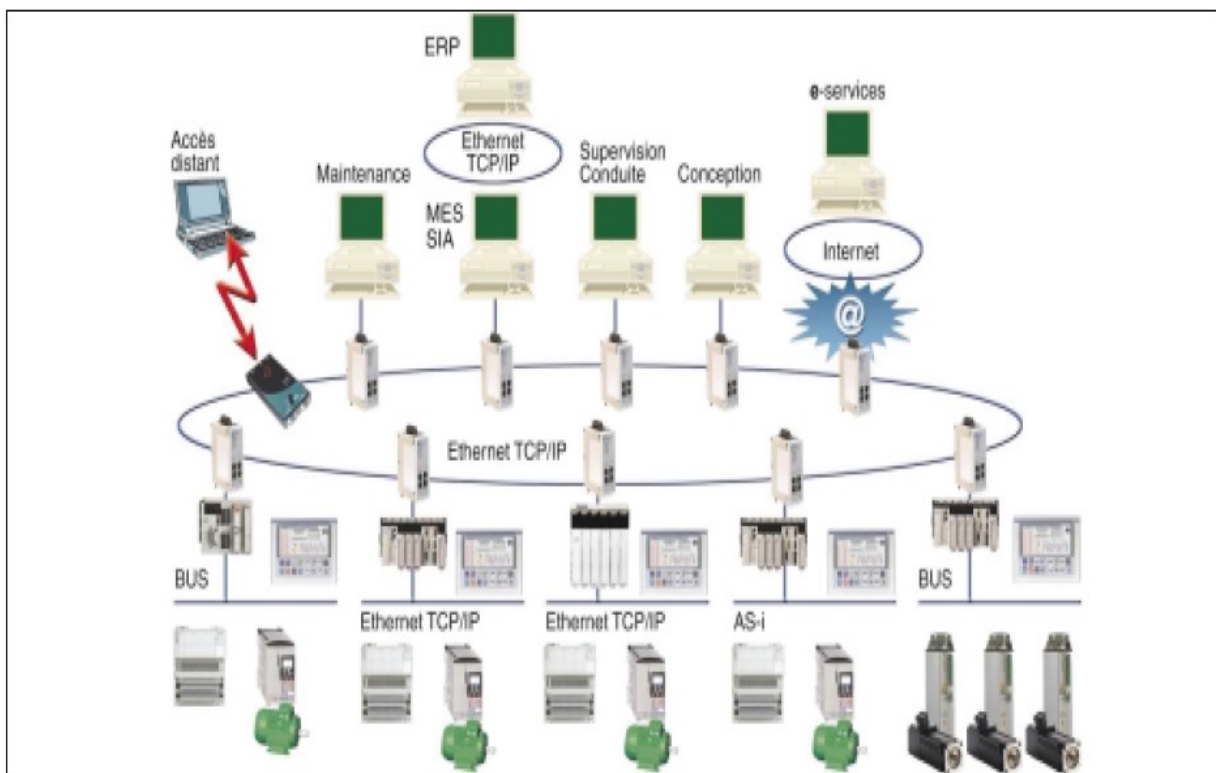 ERP
e-services
Accès
distant
Ethernet
TCP/IP
Supervision
Conduite
Maintenance
Conception
MES
SIA
Internet
@
Ethernet TCP/IP
BUS
BUS
Ethernet TCP/IP
Ethernet TCP/IP
AS-i